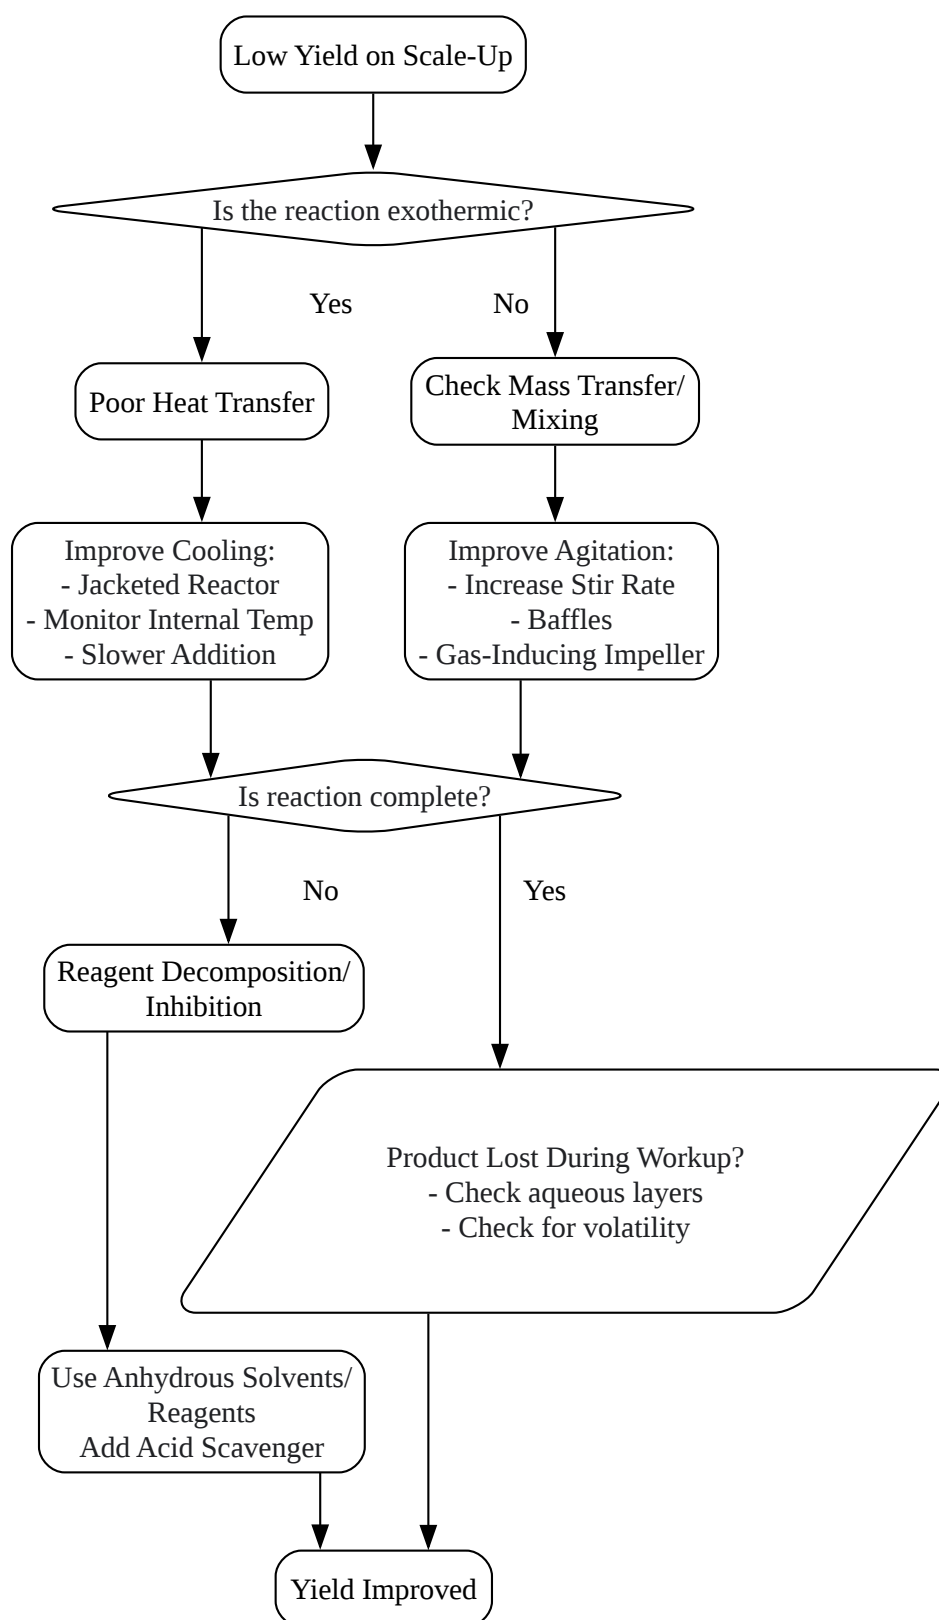 Low Yield on Scale-Up
Is the reaction exothermic?
Yes
No
Poor Heat Transfer
Check Mass Transfer/
Mixing
Improve Cooling:
- Jacketed Reactor
- Monitor Internal Temp
- Slower Addition
Improve Agitation:
- Increase Stir Rate
- Baffles
- Gas-Inducing Impeller
Is reaction complete?
No
Yes
Reagent Decomposition/
Inhibition
Product Lost During Workup?
- Check aqueous layers
- Check for volatility
Use Anhydrous Solvents/
Reagents
Add Acid Scavenger
Yield Improved